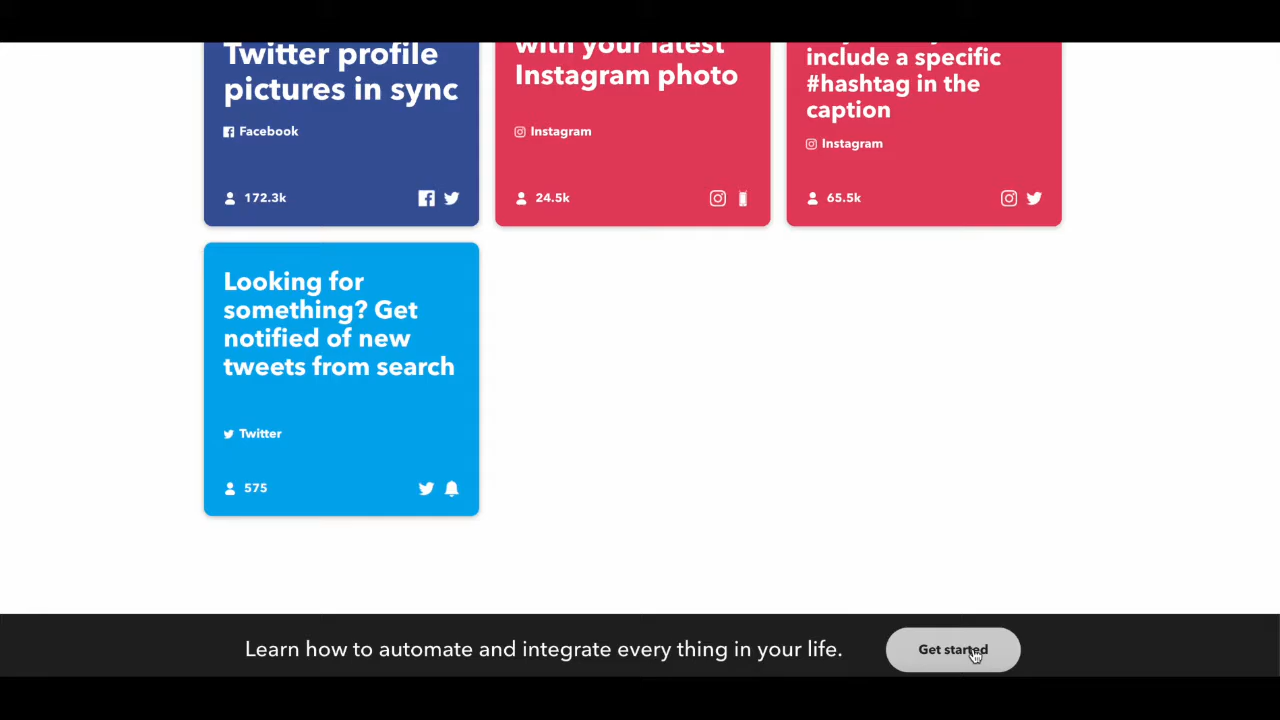 Twitter profile
pictures in sync
Facebook
172.3k
with your latest
Instagram photo
Instagram
24.5k
include a specific
#hashtag in the
caption
Instagram
65.5k
Looking for
something? Get
notified of new
tweets from search
Twitter
575
Learn how to automate and integrate every thing in your life.
Get started